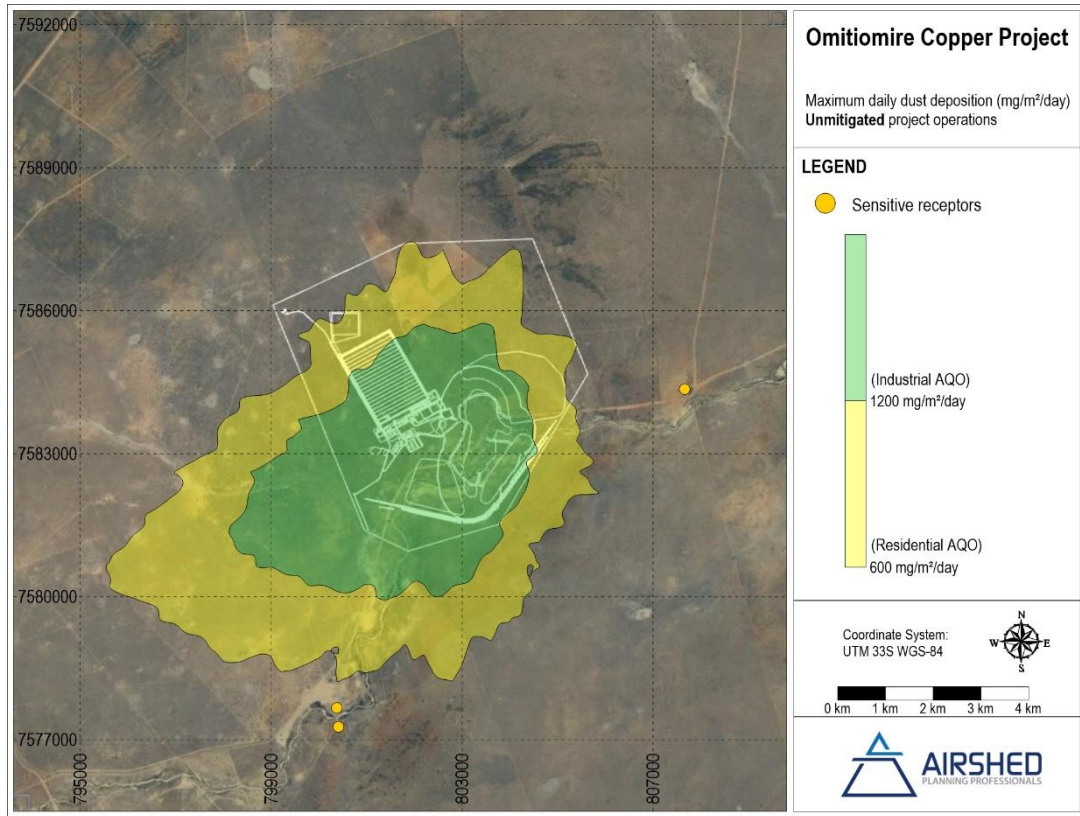 7592000
7589000
7586000
7583000
7580000
7577000
795000
799000
803000
807000
Omitiomire Copper Project
Maximum daily dust deposition (mg/m²/day)
Unmitigated project operations
LEGEND
Sensitive receptors
(Industrial AQO)
1200 mg/m²/day
(Residential AQO)
600 mg/m²/day
Coordinate System:
UTM 33S WGS-84
N
W E
S
0 km 1 km 2 km 3 km 4 km
AIRSHED
PLANNING PROFESSIONALS